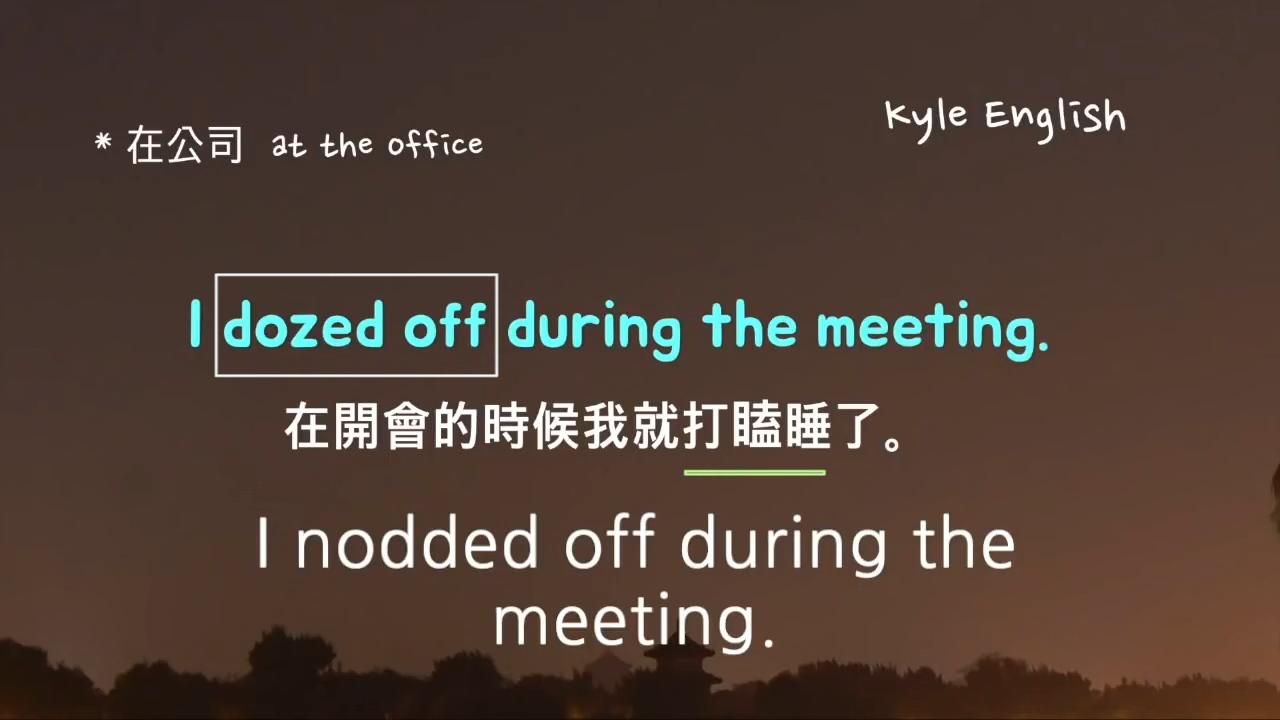 Kyle English
* 在公司 at the office
I dozed off during the meeting.
在開會的時候我就打瞌睡了。
I nodded off during the
meeting.